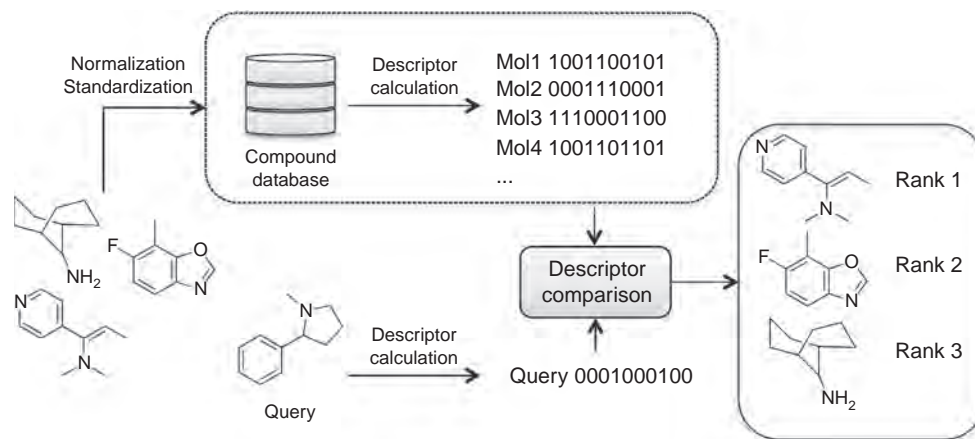 Normalization
Standardization
Descriptor
calculation
Compound
database
Mol1 1001100101
Mol2 0001110001
Mol3 1110001100
Mol4 1001101101
...
NH2
F
O
N
N
N
N
Query
Descriptor
calculation
Query 0001000100
Descriptor
comparison
N
N
Rank 1
F
O
N
Rank 2
NH2
Rank 3